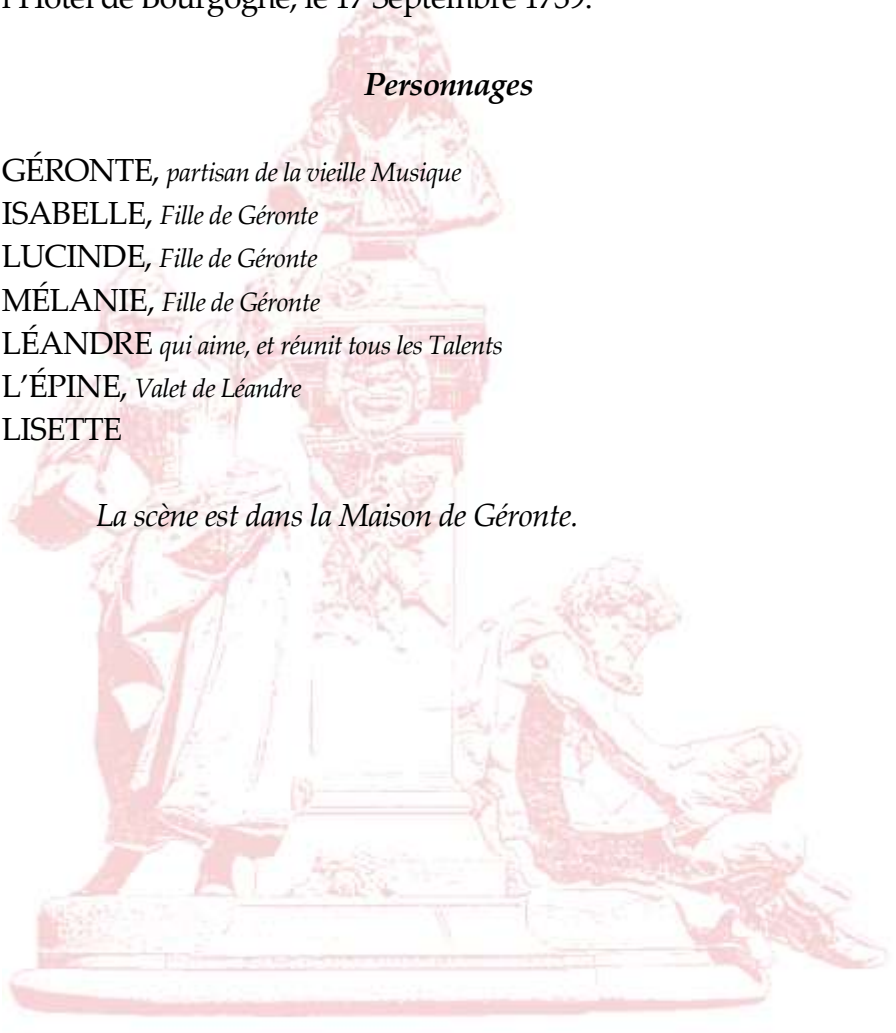 l'Hôtel de Bourgogne, le 17 Septembre 1739.
Personnages
GÉRONTE, partisan de la vieille Musique
ISABELLE, Fille de Géronte
LUCINDE, Fille de Géronte
MÉLANIE, Fille de Géronte
LÉANDRE qui aime, et réunit tous les Talents
L'ÉPINE, Valet de Léandre
LISETTE
La scène est dans la Maison de Géronte.